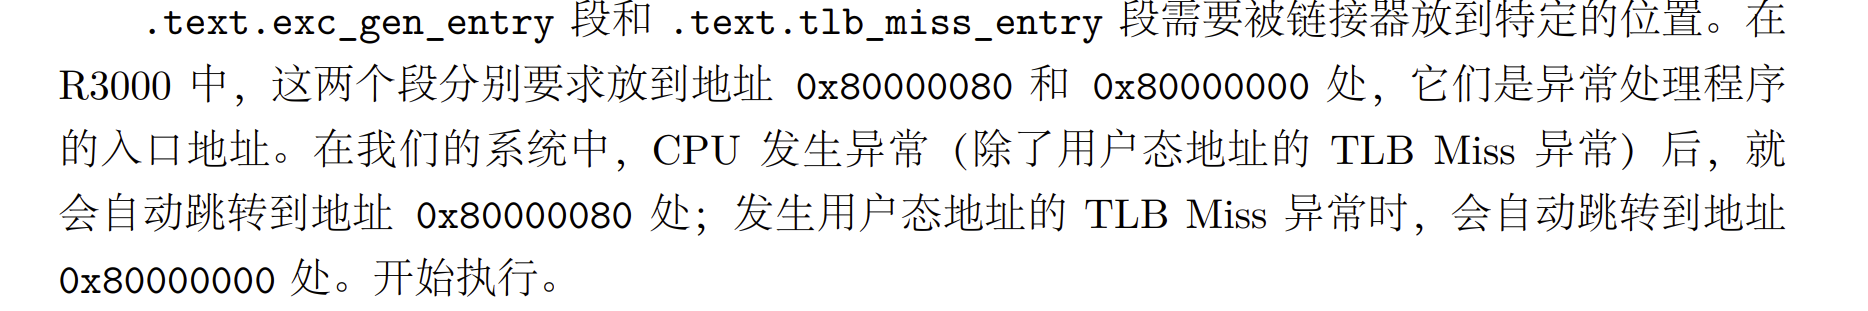 .text.exc_gen_entry 段和 .text.tlb_miss_entry 段需要被链接器放到特定的位置。在
R3000 中，这两个段分别要求放到地址 0x80000080 和 0x80000000 处，它们是异常处理程序
的入口地址。在我们的系统中，CPU 发生异常（除了用户态地址的 TLB Miss 异常）后，就
会自动跳转到地址 0x80000080 处；发生用户态地址的 TLB Miss 异常时，会自动跳转到地址
0x80000000 处。开始执行。